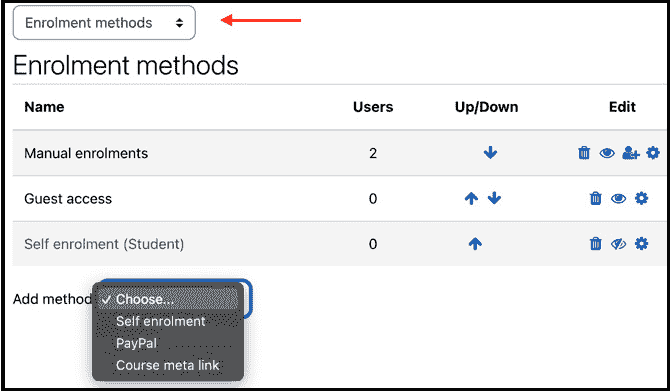 Enrolment methods
Enrolment methods
Name Users Up/Down Edit
Manual enrolments 2
Guest access 0
Self enrolment (Student) 0
Add method
Choose...
Self enrolment
PayPal
Course meta link